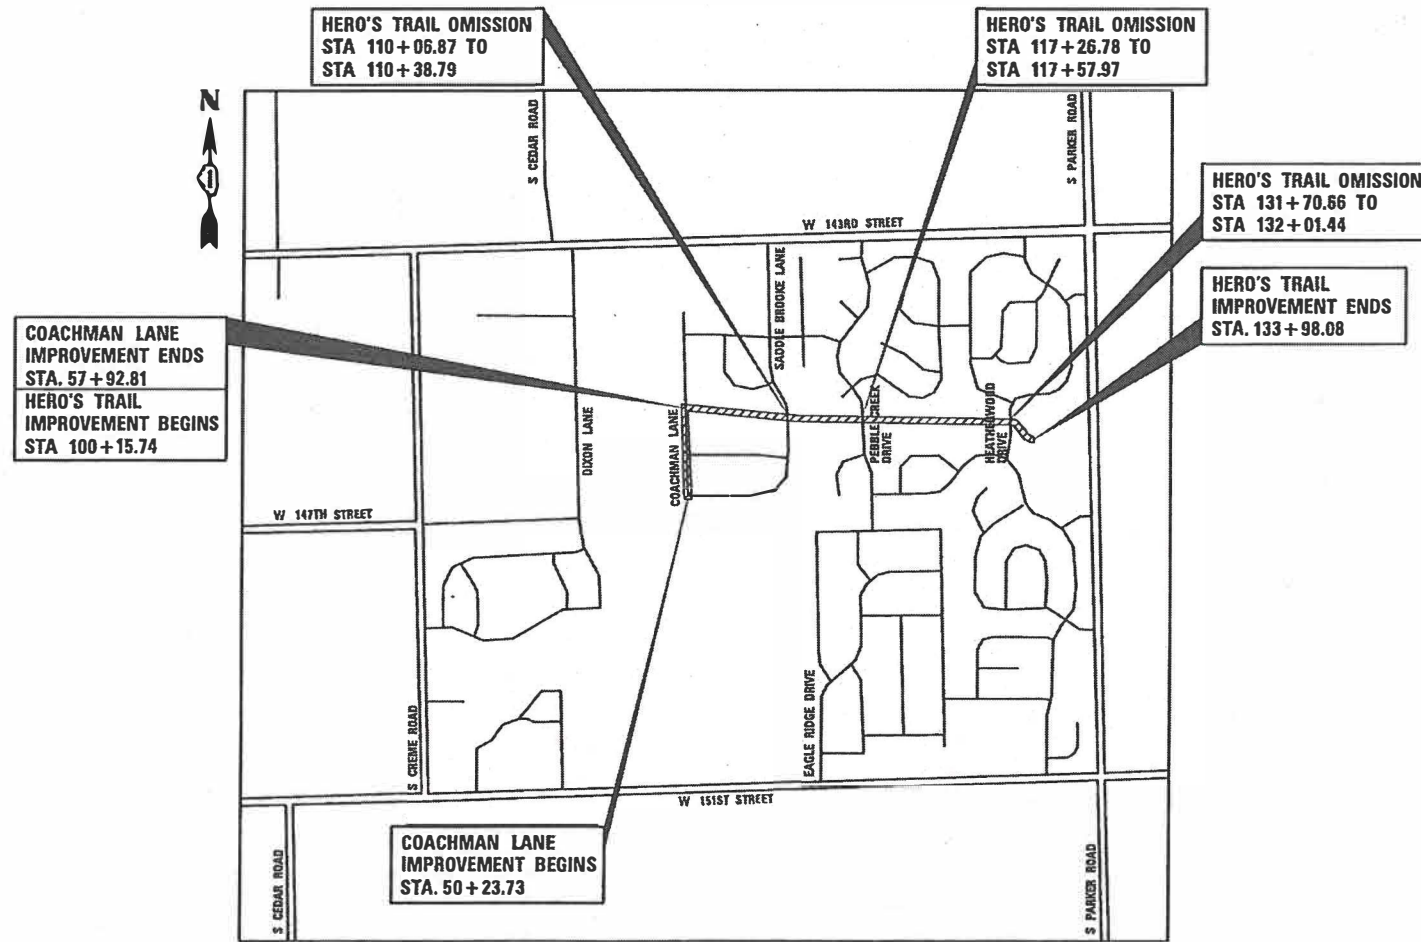 HERO'S TRAIL OMISSION
STA 110+06.87 TO
STA 110+38.79
HERO'S TRAIL OMISSION
STA 117+26.78 TO
STA 117+57.97
N
S CEDAR ROAD
S PARKER ROAD
HERO'S TRAIL OMISSION
STA 131+70.66 TO
STA 132+01.44
W 143RD STREET
SADDLE BROOKE LANE
HERO'S TRAIL
IMPROVEMENT ENDS
STA. 133+98.08
COACHMAN LANE
IMPROVEMENT ENDS
STA. 57+92.81
HERO'S TRAIL
IMPROVEMENT BEGINS
STA 100+15.74
DIXON LANE
COACHMAN LANE
PEBBLE CREEK
DRIVE
HEATHERWOOD
DRIVE
W 147TH STREET
S CREME ROAD
EAGLE RIDGE DRIVE
W 151ST STREET
COACHMAN LANE
IMPROVEMENT BEGINS
STA. 50+23.73
S CEDAR ROAD
S PARKER ROAD